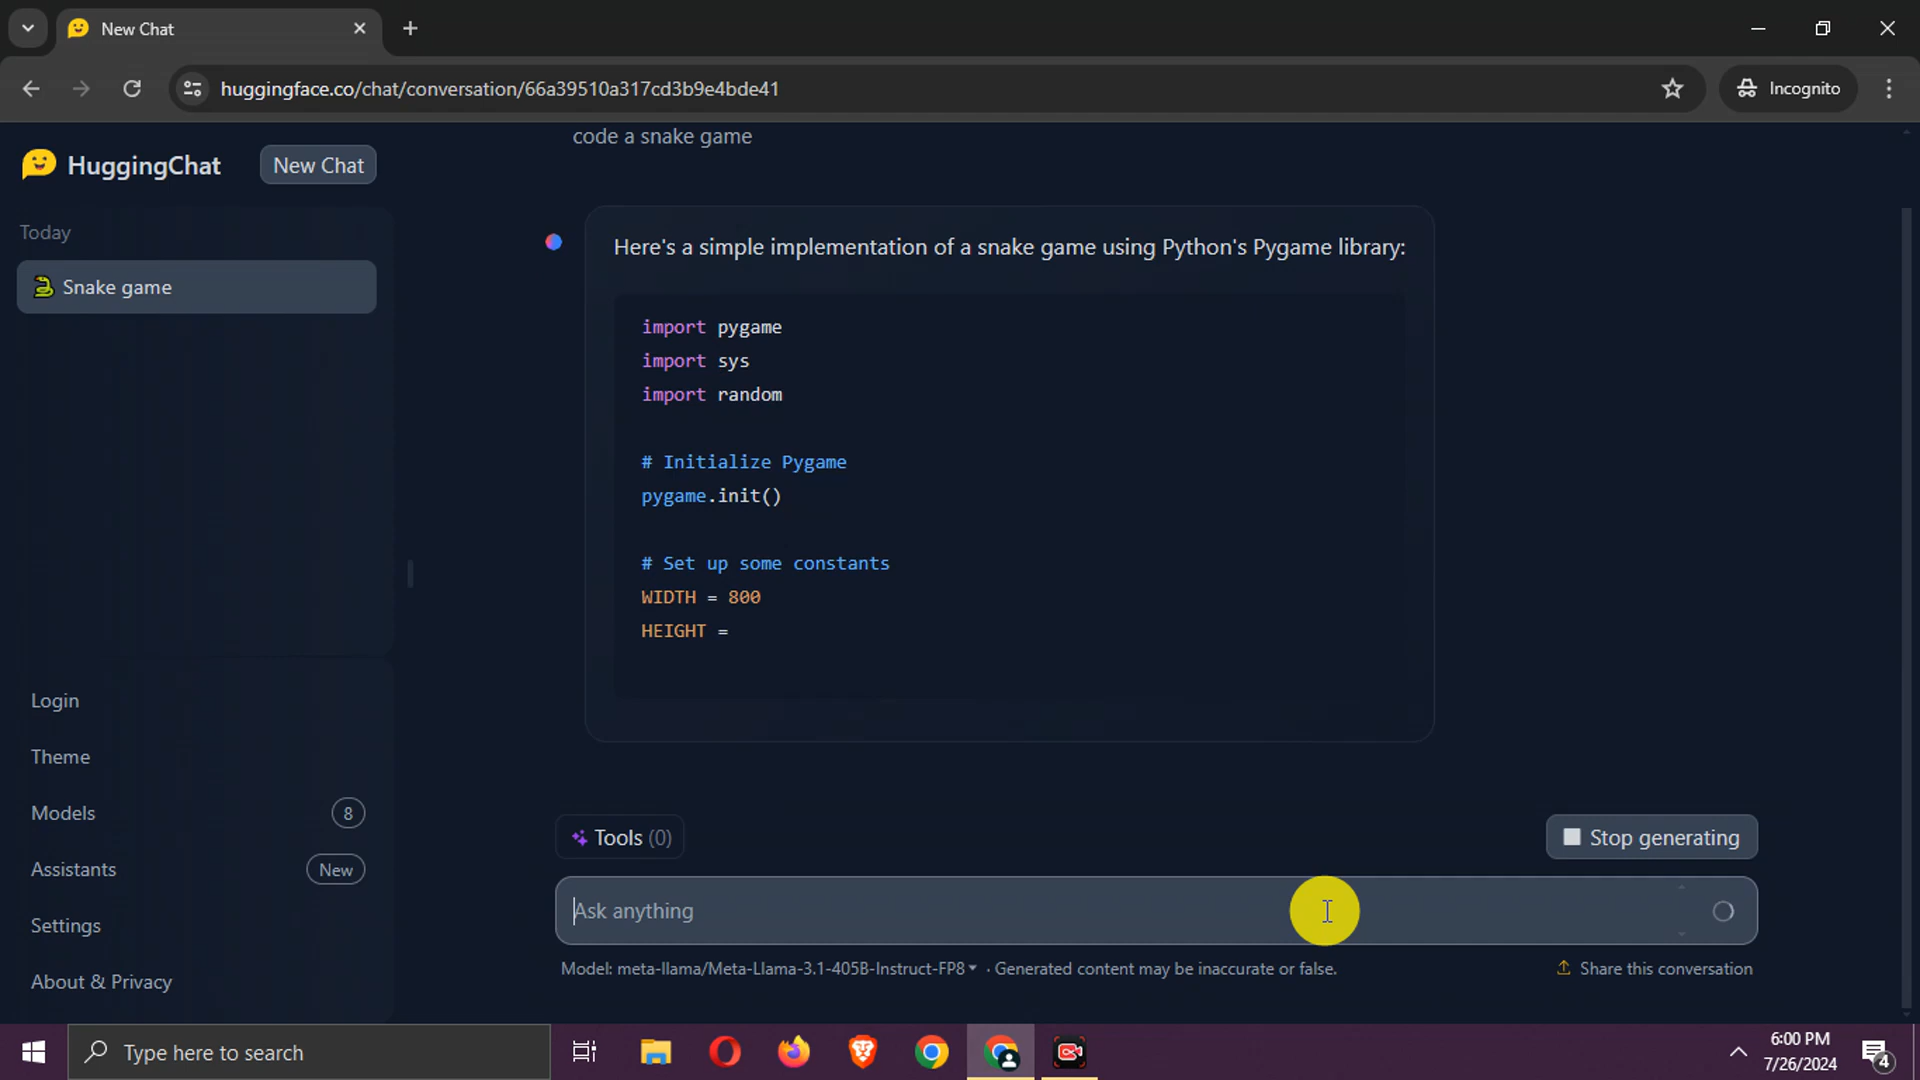 New Chat
huggingface.co/chat/conversation/66a39510a317cd3b9e4bde41
Incognito
HuggingChat
New Chat
Today
Snake game
code a snake game
Here's a simple implementation of a snake game using Python's Pygame library:
import pygame
import sys
import random
# Initialize Pygame
pygame.init()
# Set up some constants
WIDTH = 800
HEIGHT =
Login
Theme
Models 8
Assistants New
Settings
About & Privacy
Tools (0)
Stop generating
Ask anything
Model: meta-llama/Meta-Llama-3.1-405B-Instruct-FP8 · Generated content may be inaccurate or false.
Share this conversation
Type here to search
6:00 PM
7/26/2024
4